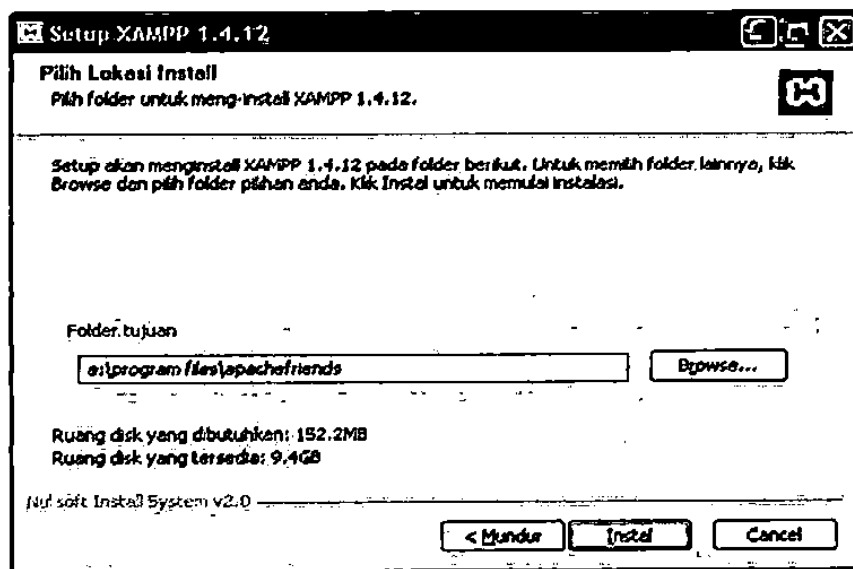 Setup XAMPP 1.4.12
Pilih Lokasi Install
Pilih folder untuk meng-install XAMPP 1.4.12.
Setup akan menginstall XAMPP 1.4.12 pada folder berikut. Untuk memilih folder lainnya, klik
Browse dan pilih folder pilihan anda. Klik Instal untuk memulai instalasi.
Folder tujuan
e:\program files\apachefriends
Browse...
Ruang disk yang dibutuhkan: 152.2MB
Ruang disk yang tersedia: 9.4GB
Nullsoft Install System v2.0
< Mundur
Instal
Cancel